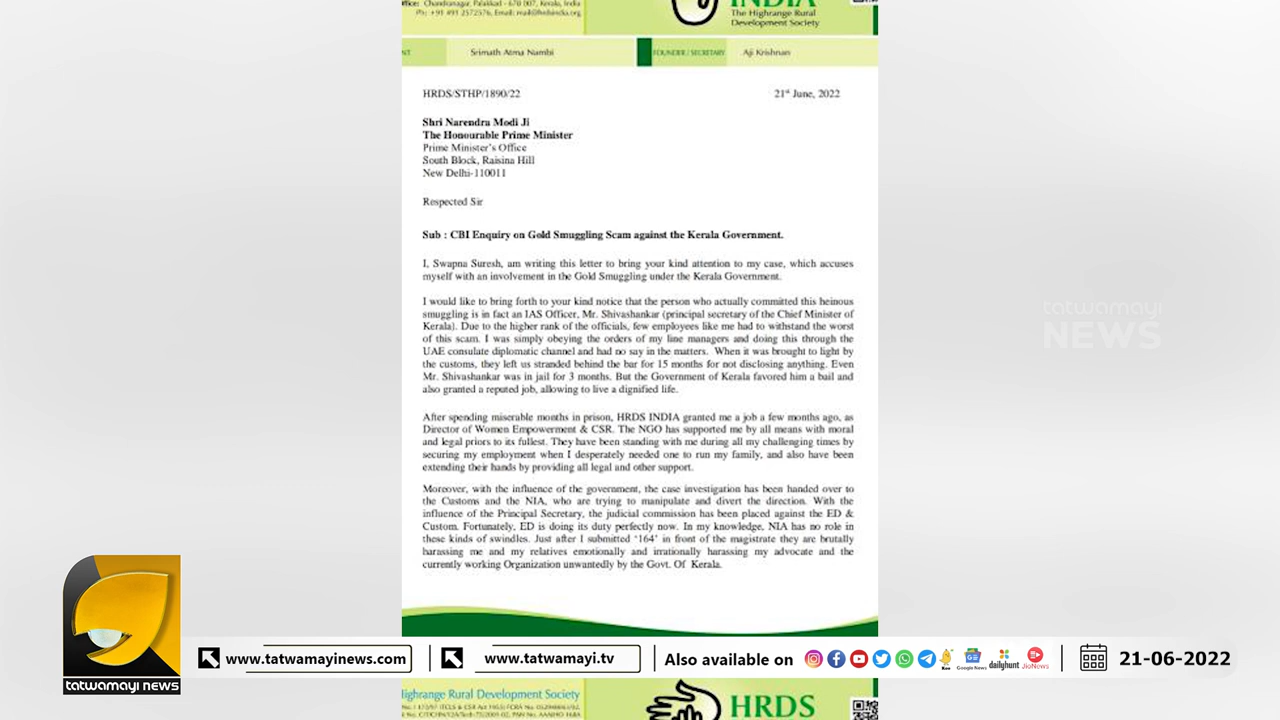 Office: Chandranagar, Palakkad - 678 007, Kerala, India
Ph: +91 491 2572576, Email: mail@hrdsindia.org
INDIA
The Highrange Rural
Development Society
NT Srimath Atma Nambi FOUNDER / SECRETARY Aji Krishnan
HRDS/STHP/1890/22 21st June, 2022
Shri Narendra Modi Ji
The Honourable Prime Minister
Prime Minister's Office
South Block, Raisina Hill
New Delhi-110011
Respected Sir
Sub : CBI Enquiry on Gold Smuggling Scam against the Kerala Government.
I, Swapna Suresh, am writing this letter to bring your kind attention to my case, which accuses
myself with an involvement in the Gold Smuggling under the Kerala Government.
I would like to bring forth to your kind notice that the person who actually committed this heinous
smuggling is in fact an IAS Officer, Mr. Shivashankar (principal secretary of the Chief Minister of
Kerala). Due to the higher rank of the officials, few employees like me had to withstand the worst
of this scam. I was simply obeying the orders of my line managers and doing this through the
UAE consulate diplomatic channel and had no say in the matters. When it was brought to light by
the customs, they left us stranded behind the bar for 15 months for not disclosing anything. Even
Mr. Shivashankar was in jail for 3 months. But the Government of Kerala favored him a bail and
also granted a reputed job, allowing to live a dignified life.
After spending miserable months in prison, HRDS INDIA granted me a job a few months ago, as
Director of Women Empowerment & CSR. The NGO has supported me by all means with moral
and legal priors to its fullest. They have been standing with me during all my challenging times by
securing my employment when I desperately needed one to run my family, and also have been
extending their hands by providing all legal and other support.
Moreover, with the influence of the government, the case investigation has been handed over to
the Customs and the NIA, who are trying to manipulate and divert the direction. With the
influence of the Principal Secretary, the judicial commission has been placed against the ED &
Custom. Fortunately, ED is doing its duty perfectly now. In my knowledge, NIA has no role in
these kinds of swindles. Just after I submitted '164' in front of the magistrate they are brutally
harassing me and my relatives emotionally and irrationally harassing my advocate and the
currently working Organization unwantedly by the Govt. Of Kerala.
tatwamayi
NEWS
tatwamayi news
www.tatwamayinews.com www.tatwamayi.tv Also available on Koo Google News dailyhunt JioNews 21-06-2022
Highrange Rural Development Society
HRDS